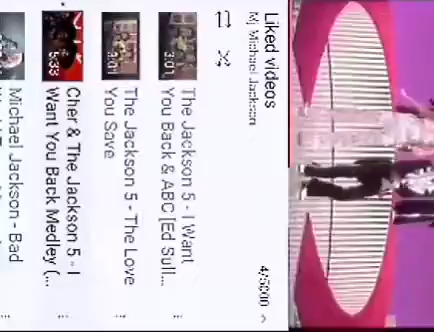 Liked videos
Mj Michael Jackson
4/5000
The Jackson 5 - I Want
You Back & ABC [Ed Sull...
3:01
The Jackson 5 - The Love
You Save
3:01
Cher & The Jackson 5 - I
Want You Back Medley (...
5:33
Michael Jackson - Bad